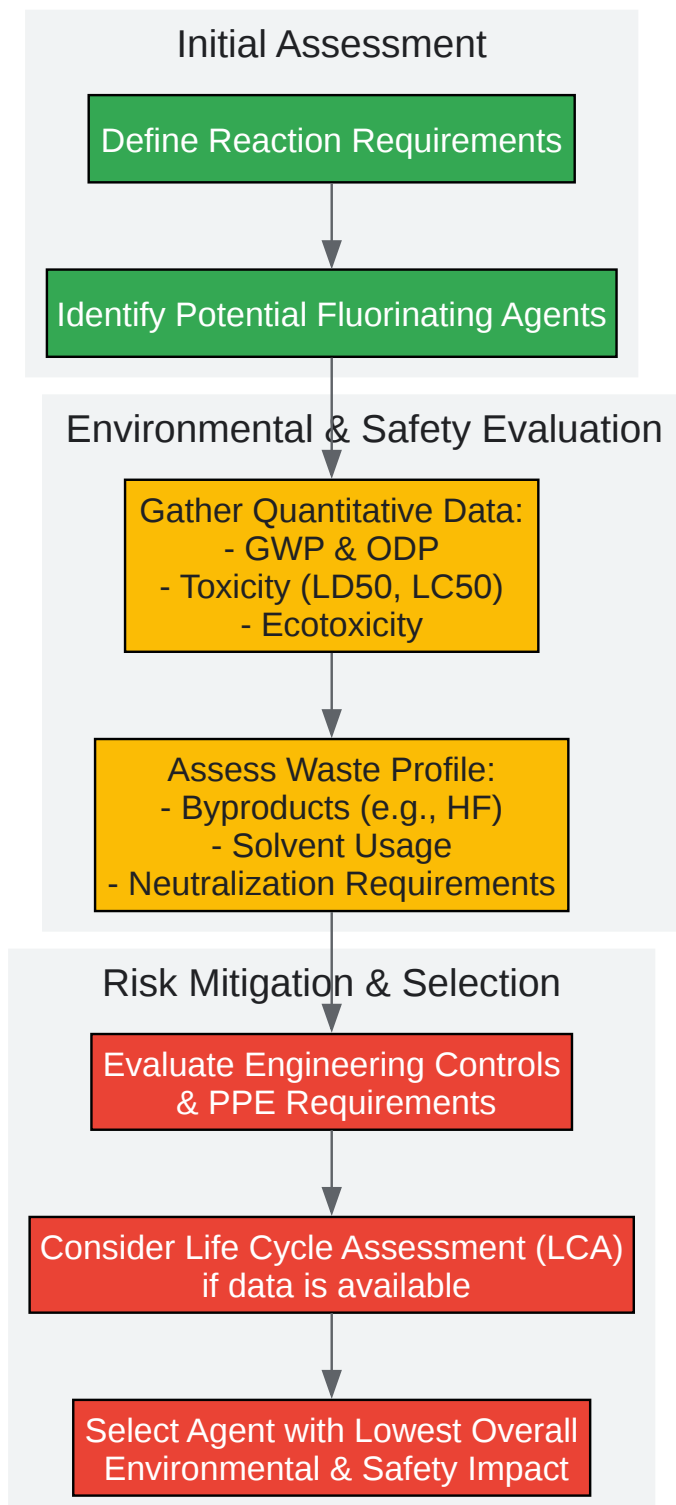 Initial Assessment
Define Reaction Requirements
Identify Potential Fluorinating Agents
Environmental & Safety Evaluation
Gather Quantitative Data:
- GWP & ODP
- Toxicity (LD50, LC50)
- Ecotoxicity
Assess Waste Profile:
- Byproducts (e.g., HF)
- Solvent Usage
- Neutralization Requirements
Risk Mitigation & Selection
Evaluate Engineering Controls
& PPE Requirements
Consider Life Cycle Assessment (LCA)
if data is available
Select Agent with Lowest Overall
Environmental & Safety Impact